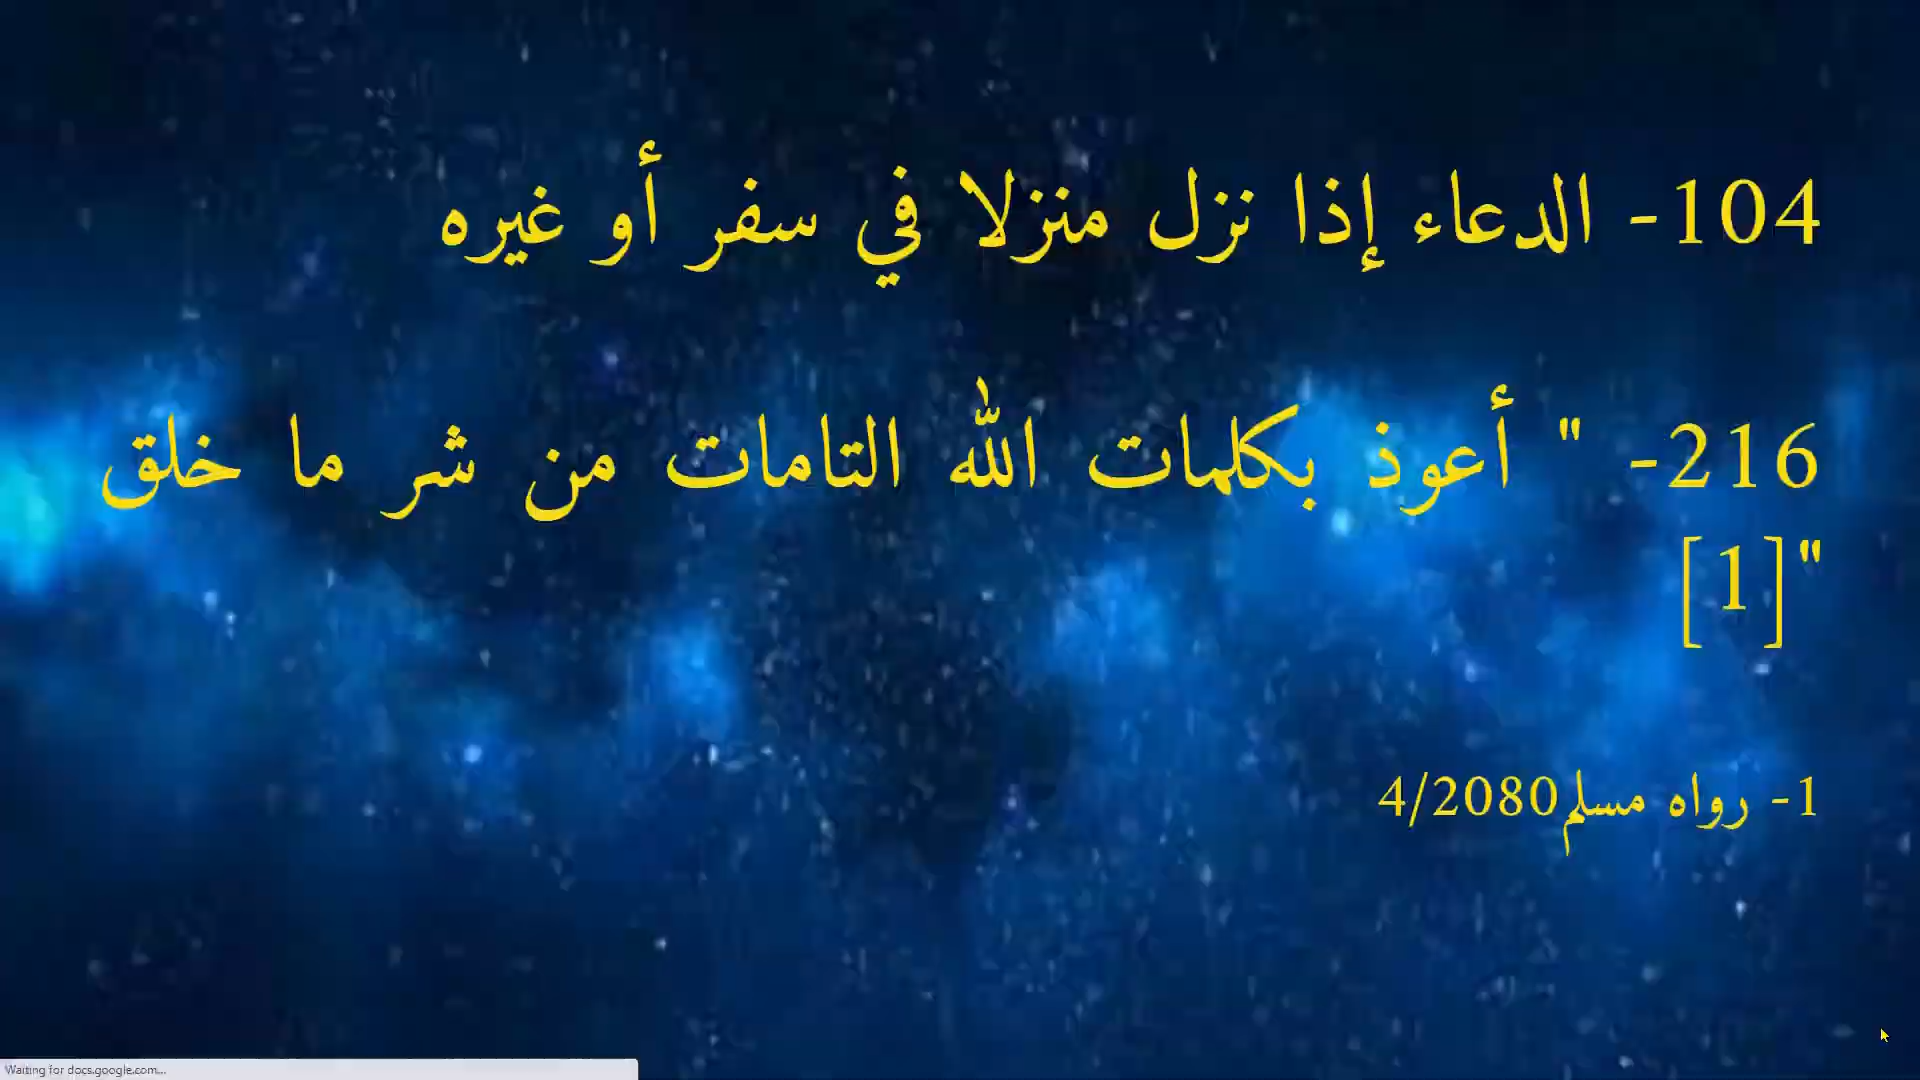 104- الدعاء إذا نزل منزلا في سفر أو غيره
216- " أعوذ بكلمات الله التامات من شر ما خلق
"[1]
1- رواه مسلم4/2080
Waiting for docs.google.com...